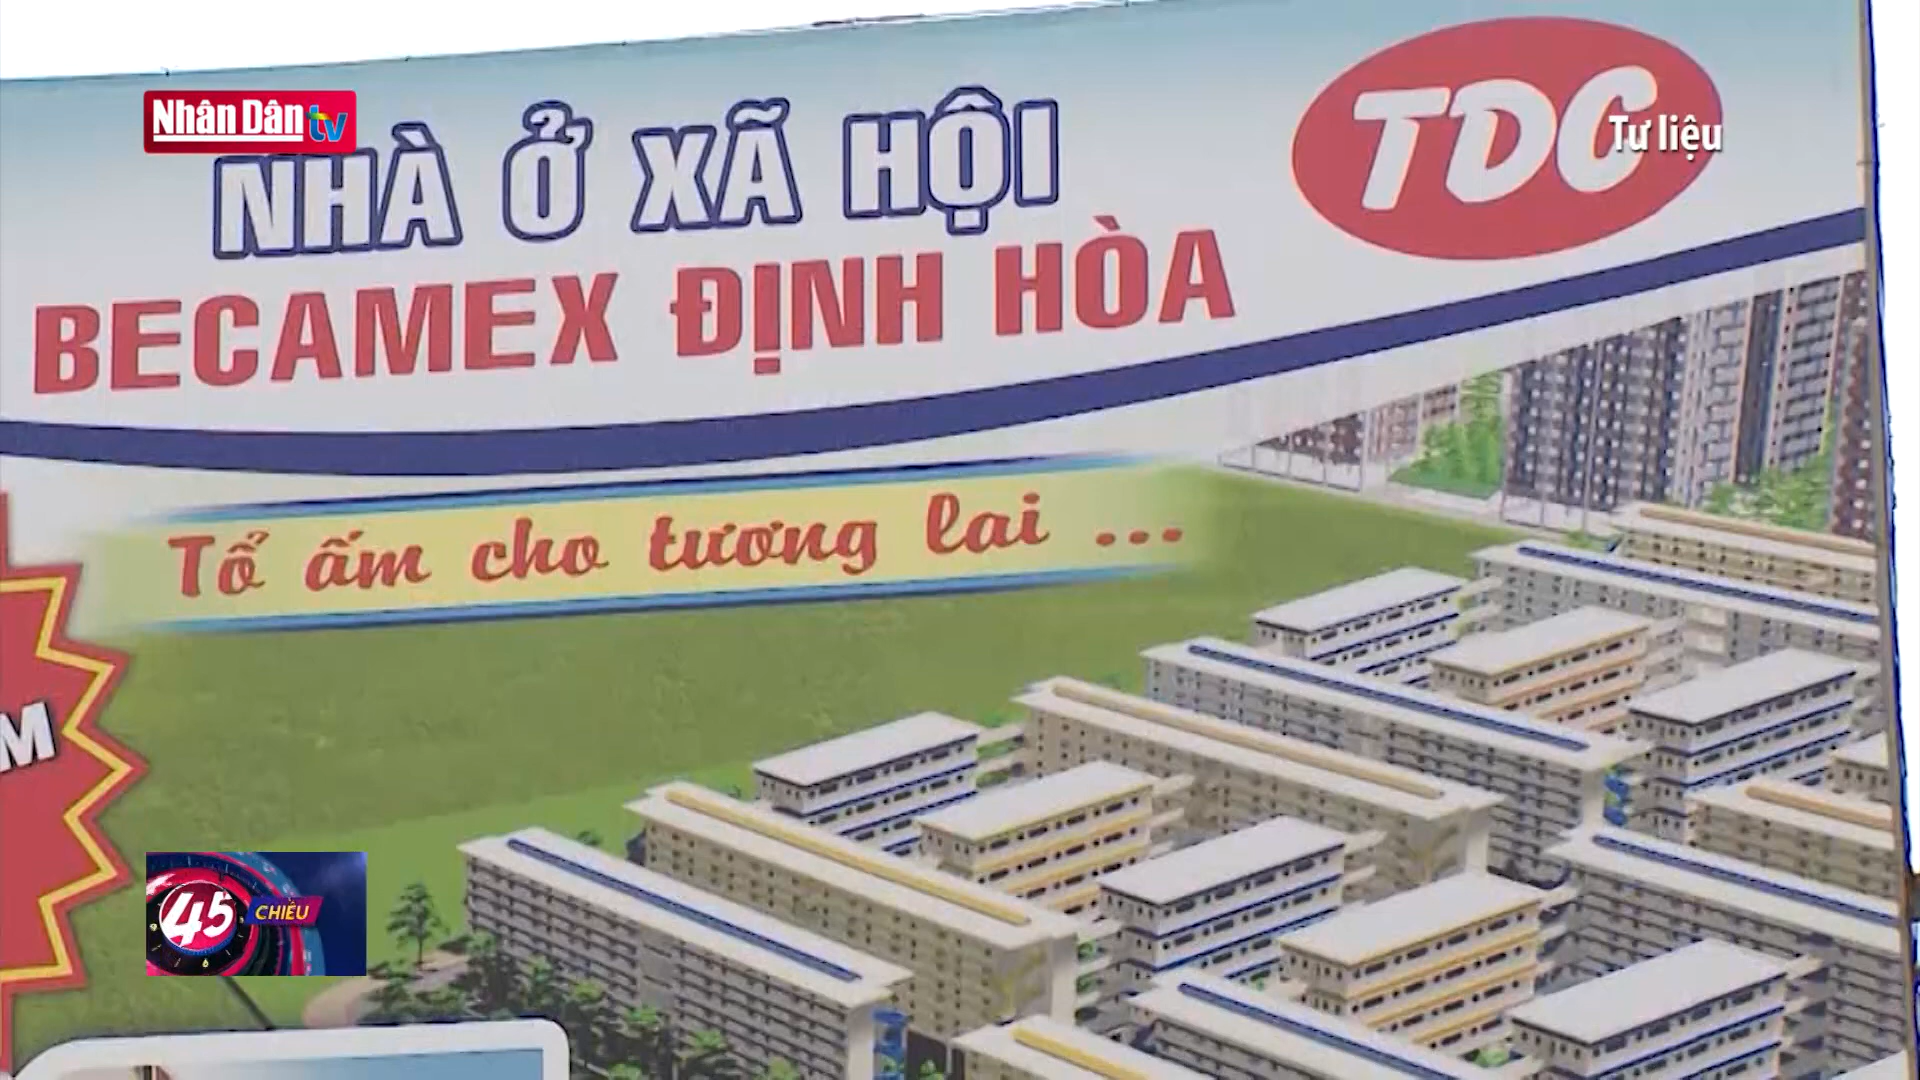 Nhân Dân tv
NHÀ Ở XÃ HỘI
TDC
Tư liệu
BECAMEX ĐỊNH HÒA
Tổ ấm cho tương lai ...
M
45
CHIỀU